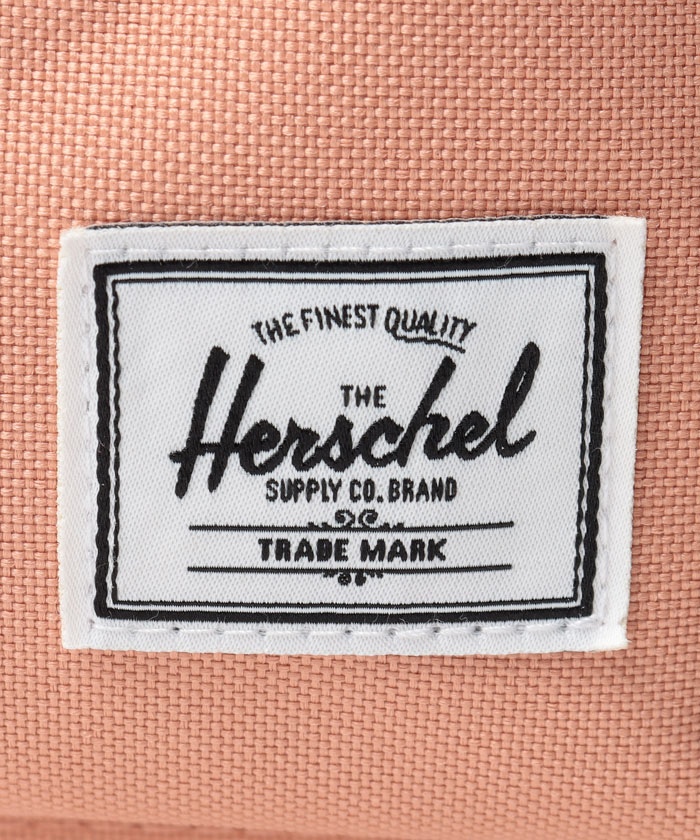 THE FINEST QUALITY
THE
Herschel
SUPPLY CO. BRAND
TRADE MARK